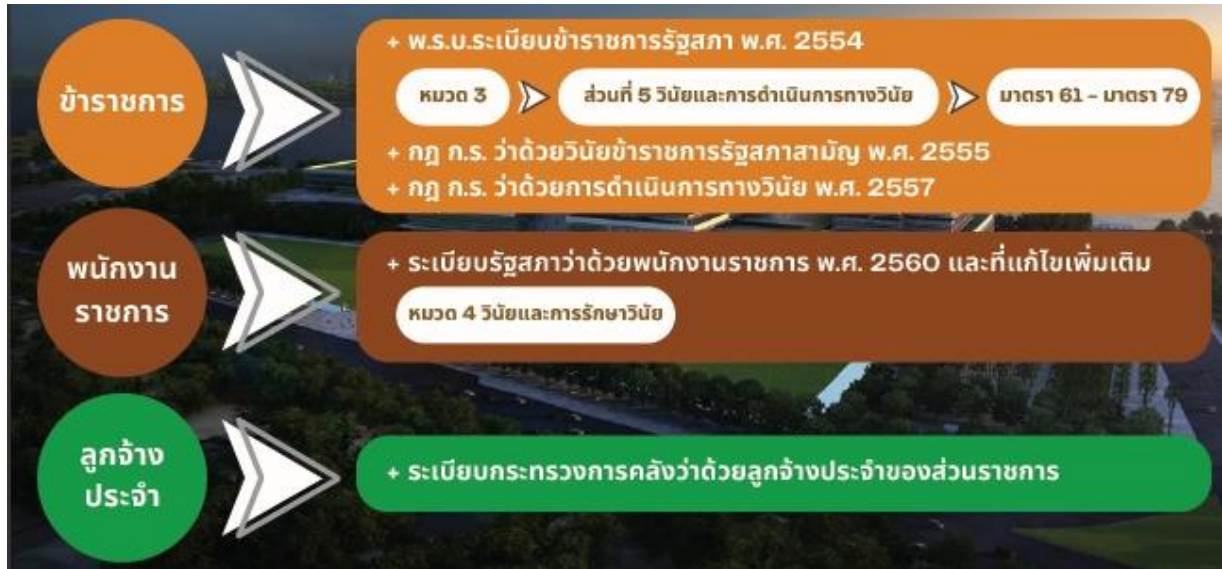 ข้าราชการ
+ พ.ร.บ.ระเบียบข้าราชการรัฐสภา พ.ศ. 2554
หมวด 3
ส่วนที่ 5 วินัยและการดำเนินการทางวินัย
มาตรา 61 - มาตรา 79
+ กฎ ก.ร. ว่าด้วยวินัยข้าราชการรัฐสภาสามัญ พ.ศ. 2555
+ กฎ ก.ร. ว่าด้วยการดำเนินการทางวินัย พ.ศ. 2557
พนักงาน
ราชการ
+ ระเบียบรัฐสภาว่าด้วยพนักงานราชการ พ.ศ. 2560 และที่แก้ไขเพิ่มเติม
หมวด 4 วินัยและการรักษาวินัย
ลูกจ้าง
ประจำ
+ ระเบียบกระทรวงการคลังว่าด้วยลูกจ้างประจำของส่วนราชการ